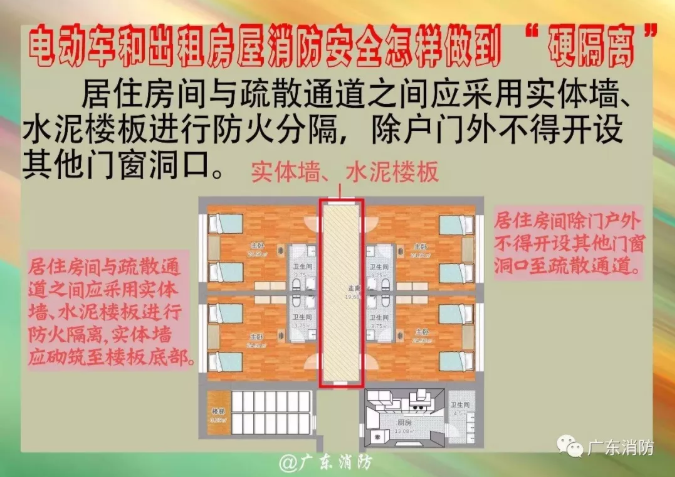 电动车和出租房屋消防安全怎样做到“硬隔离”
居住房间与疏散通道之间应采用实体墙、
水泥楼板进行防火分�，除户门外不得开设
其他门窗洞口。
实体墙、水泥楼板
居住房间除门户外
不得开设其他门窗
洞口至疏散通道。
居住房间与疏散通
道之间应采用实体
墙、水泥楼板进行
防火隔离,实体墙
应砌筑至楼板底部。
主卧
卫生间
卫生间
主卧
走廊
主卧
卫生间
卫生间
主卧
楼梯
厨房
卫生间
广东消防
@广东消防